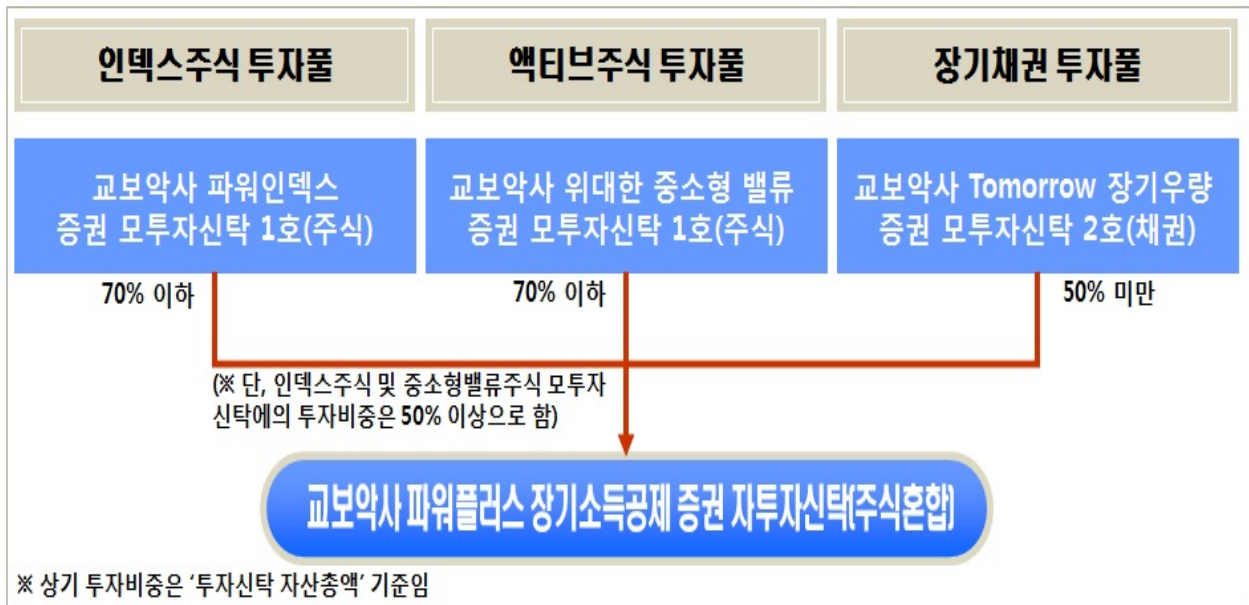 인덱스주식 투자풀
액티브주식 투자풀
장기채권 투자풀
교보악사 파워인덱스
증권 모투자신탁 1호(주식)
교보악사 위대한 중소형 밸류
증권 모투자신탁 1호(주식)
교보악사 Tomorrow 장기우량
증권 모투자신탁 2호(채권)
70% 이하
70% 이하
50% 미만
(※ 단, 인덱스주식 및 중소형밸류주식 모투자
신탁에의 투자비중은 50% 이상으로 함)
교보악사 파워플러스 장기소득공제 증권 자투자신탁(주식혼합)
※ 상기 투자비중은 ‘투자신탁 자산총액’ 기준임